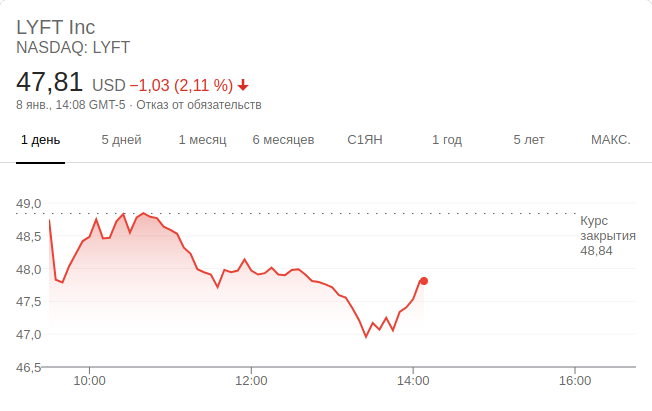 LYFT Inc
NASDAQ: LYFT
47,81 USD −1,03 (2,11 %)
8 янв., 14:08 GMT-5 · Отказ от обязательств
1 день 5 дней 1 месяц 6 месяцев С1ЯН 1 год 5 лет МАКС.
49,0
Курс
закрытия
48,84
48,5
48,0
47,5
47,0
46,5
10:00 12:00 14:00 16:00